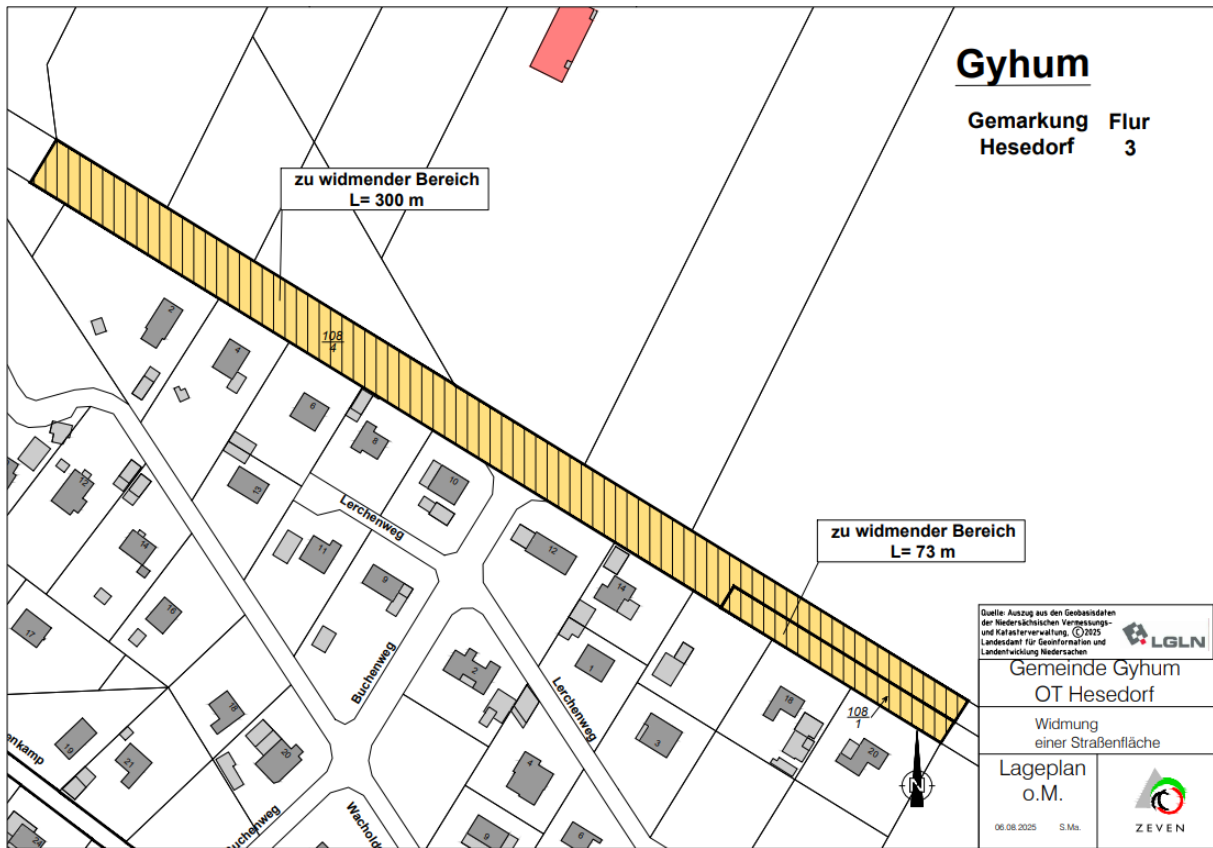 Gyhum
Gemarkung Flur
Hesedorf 3
zu widmender Bereich
L= 300 m
108
4
2
4
6
8
10
12
13
Lerchenweg
14
11
9
12
14
16
17
Buchenweg
2
1
Lerchenweg
3
18
20
108
1
zu widmender Bereich
L= 73 m
18
19
20
21
enkamp
4
24
Buchenweg
Wacholde
9
6
N
Quelle: Auszug aus den Geobasisdaten
der Niedersächsischen Vermessungs-
und Katasterverwaltung, ©2025
Landesamt für Geoinformation und
Landentwicklung Niedersachen
LGLN
Gemeinde Gyhum
OT Hesedorf
Widmung
einer Straßenfläche
Lageplan
o.M.
06.08.2025 S.Ma.
ZEVEN